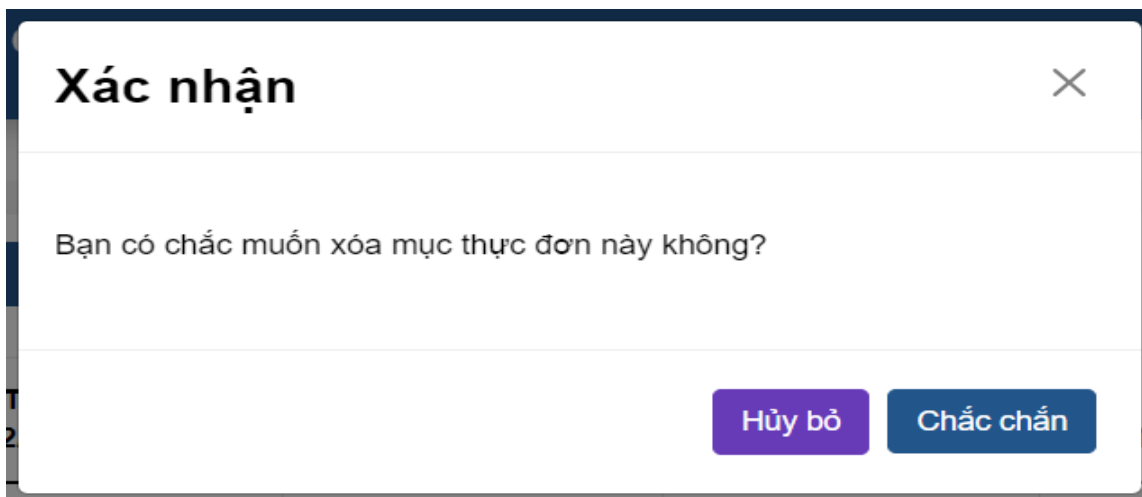 Xác nhận
Bạn có chắc muốn xóa mục thực đơn này không?
Hủy bỏ
Chắc chắn